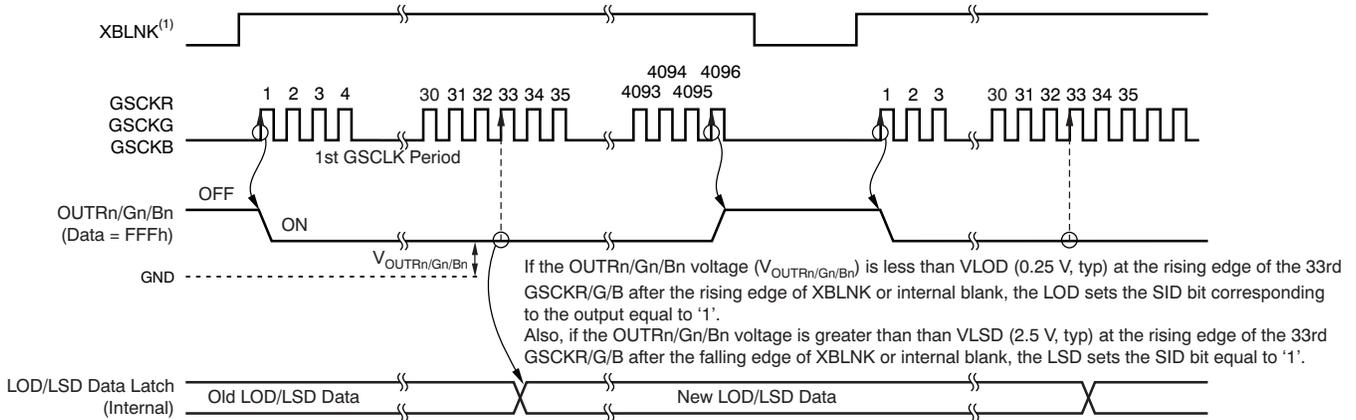 XBLNK(1)
4094 4096
1 2 3 4 30 31 32 33 34 35 4093 4095 1 2 3 30 31 32 33 34 35
GSCKR
GSCKG
GSCKB
1st GSCLK Period
OFF
OUTRn/Gn/Bn
(Data = FFFh)
ON
VOUTRn/Gn/Bn
GND
If the OUTRn/Gn/Bn voltage (VOUTRn/Gn/Bn) is less than VLOD (0.25 V, typ) at the rising edge of the 33rd
GSCKR/G/B after the rising edge of XBLNK or internal blank, the LOD sets the SID bit corresponding
to the output equal to ‘1’.
Also, if the OUTRn/Gn/Bn voltage is greater than than VLSD (2.5 V, typ) at the rising edge of the 33rd
GSCKR/G/B after the falling edge of XBLNK or internal blank, the LSD sets the SID bit equal to ‘1’.
LOD/LSD Data Latch
(Internal)
Old LOD/LSD Data
New LOD/LSD Data